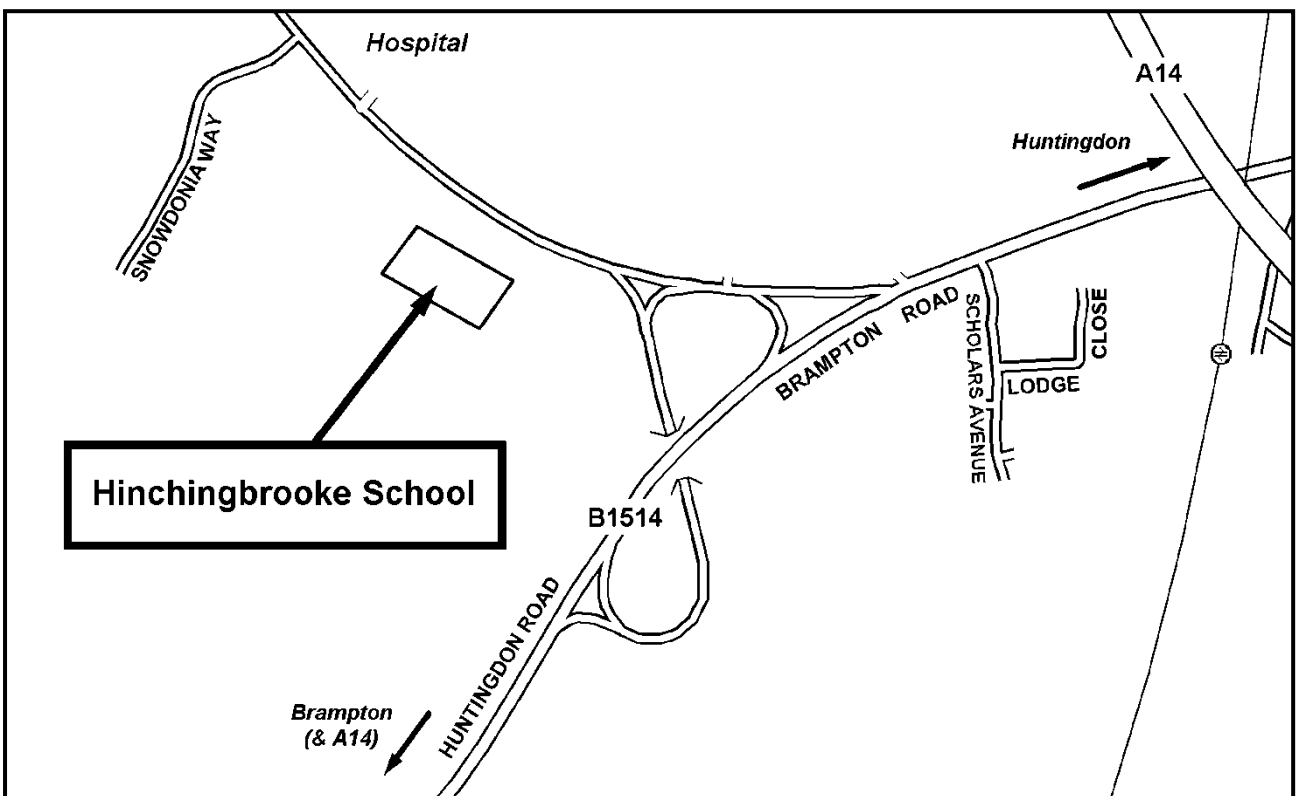 Hospital
A14
Huntingdon
SNOWDONIA WAY
BRAMPTON ROAD
SCHOLARS AVENUE
CLOSE
LODGE
Hinchingbrooke School
B1514
HUNTINGDON ROAD
Brampton
(& A14)